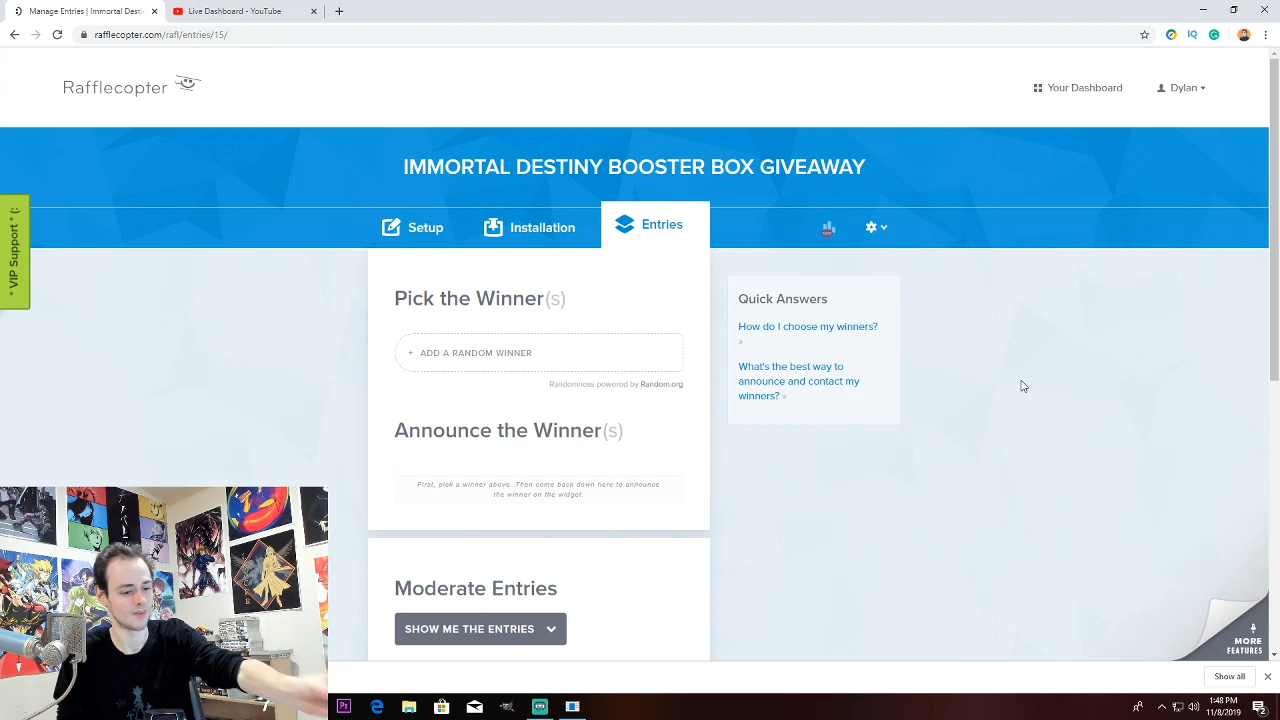 Manage Entries | Immortal Dest
Live Dashboard - YouTube
rafflecopter.com/rafl/entries/15/
Rafflecopter
Your Dashboard
Dylan
IMMORTAL DESTINY BOOSTER BOX GIVEAWAY
Setup
Installation
Entries
* VIP Support * (:
Pick the Winner(s)
+ ADD A RANDOM WINNER
Randomness powered by Random.org
Announce the Winner(s)
First, pick a winner above. Then come back down here to announce
the winner on the widget.
Quick Answers
How do I choose my winners?
»
What's the best way to
announce and contact my
winners? »
Moderate Entries
SHOW ME THE ENTRIES
MORE
FEATURES
Show all
1:48 PM
11/8/2019